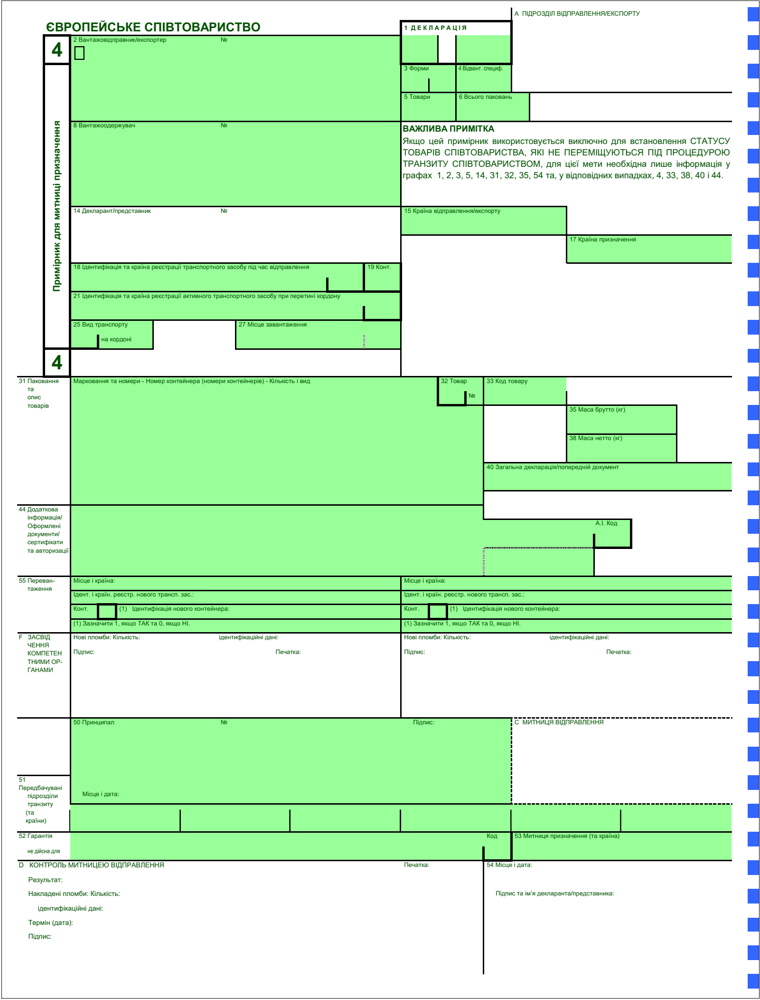 A ПІДРОЗДІЛ ВІДПРАВЛЕННЯ/ЕКСПОРТУ
ЄВРОПЕЙСЬКЕ СПІВТОВАРИСТВО
1 ДЕКЛАРАЦІЯ
4
2 Вантажовідправник/експортер №
3 Форми
4 Відвант. специф.
5 Товари
6 Всього паковань
Примірник для митниці призначення
8 Вантажоодержувач №
ВАЖЛИВА ПРИМІТКА
Якщо цей примірник використовується виключно для встановлення СТАТУСУ
ТОВАРІВ СПІВТОВАРИСТВА, ЯКІ НЕ ПЕРЕМІЩУЮТЬСЯ ПІД ПРОЦЕДУРОЮ
ТРАНЗИТУ СПІВТОВАРИСТВОМ, для цієї мети необхідна лише інформація у
графах 1, 2, 3, 5, 14, 31, 32, 35, 54 та, у відповідних випадках, 4, 33, 38, 40 і 44.
14 Декларант/представник №
15 Країна відправлення/експорту
17 Країна призначення
18 Ідентифікація та країна реєстрації транспортного засобу під час відправлення
19 Конт.
21 Ідентифікація та країна реєстрації активного транспортного засобу при перетині кордону
25 Вид транспорту
на кордоні
27 Місце завантаження
4
31 Паковання
та
опис
товарів
Марковання та номери - Номер контейнера (номери контейнерів) - Кількість і вид
32 Товар
№
33 Код товару
35 Маса брутто (кг)
38 Маса нетто (кг)
40 Загальна декларація/попередній документ
44 Додаткова
інформація/
Оформлені
документи/
сертифікати
та авторизації
А.І. Код
55 Переван-
таження
Місце і країна:
Місце і країна:
Ідент. і країн. реєстр. нового трансп. зас.:
Ідент. і країн. реєстр. нового трансп. зас.:
Конт. (1) Ідентифікація нового контейнера:
Конт. (1) Ідентифікація нового контейнера:
(1) Зазначити 1, якщо ТАК та 0, якщо НІ.
(1) Зазначити 1, якщо ТАК та 0, якщо НІ.
F ЗАСВІД
ЧЕННЯ
КОМПЕТЕН
ТНИМИ ОР-
ГАНАМИ
Нові пломби: Кількість: ідентифікаційні дані:
Підпис: Печатка:
Нові пломби: Кількість: ідентифікаційні дані:
Підпис: Печатка:
50 Принципал № Підпис:
С МИТНИЦЯ ВІДПРАВЛЕННЯ
Місце і дата:
51
Передбачувані
підрозділи
транзиту
(та
країни)
52 Гарантія
не дійсна для
Код
53 Митниця призначення (та країна)
D КОНТРОЛЬ МИТНИЦЕЮ ВІДПРАВЛЕННЯ
Печатка:
54 Місце і дата:
Результат:
Накладені пломби: Кількість:
Підпис та ім'я декларанта/представника:
ідентифікаційні дані:
Термін (дата):
Підпис: